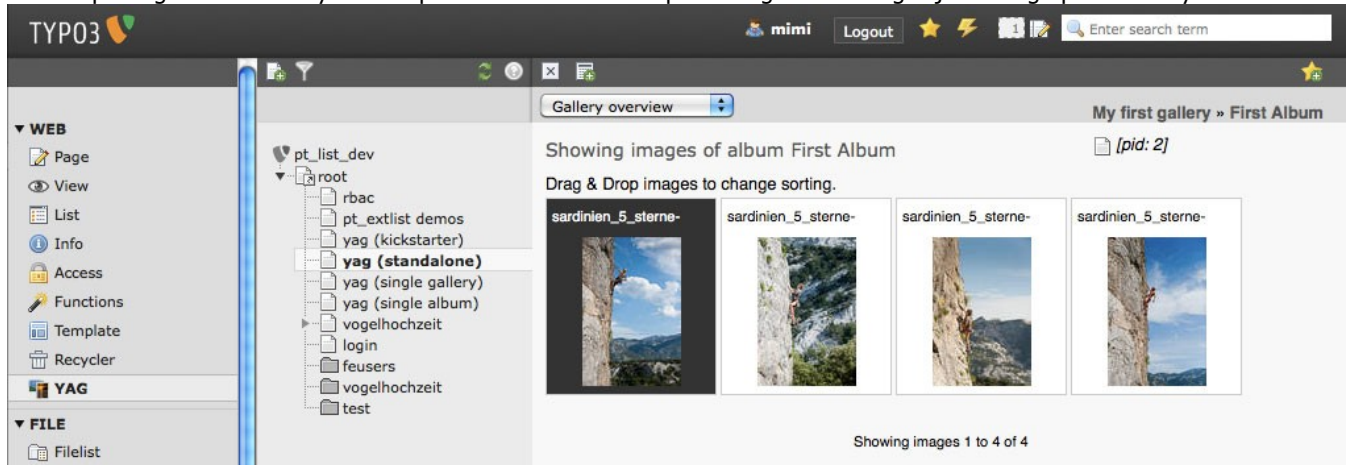 TYPO3
mimi
Logout
1
Enter search term
Gallery overview
My first gallery » First Album
[pid: 2]
▼ WEB
Page
View
List
Info
Access
Functions
Template
Recycler
YAG
▼ FILE
Filelist
pt_list_dev
root
rbac
pt_extlist demos
yag (kickstarter)
yag (standalone)
yag (single gallery)
yag (single album)
vogelhochzeit
login
feusers
vogelhochzeit
test
Showing images of album First Album
Drag & Drop images to change sorting.
sardinien_5_sterne-
sardinien_5_sterne-
sardinien_5_sterne-
sardinien_5_sterne-
Showing images 1 to 4 of 4